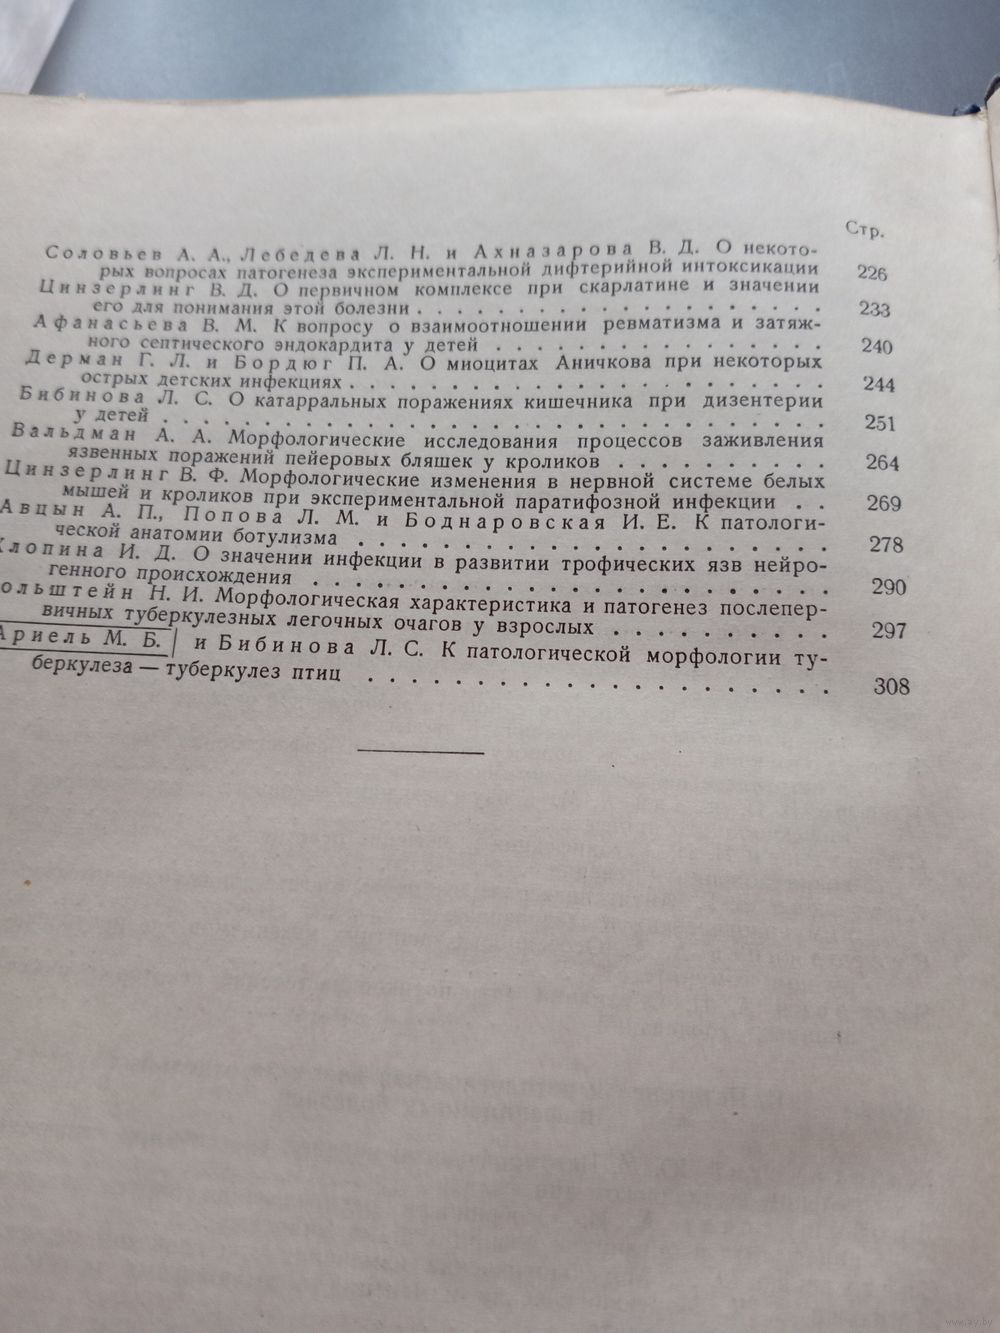 Стр.
Соловьев А. А., Лебедева Л. Н. и Ахназарова В. Д. О некото-
рых вопросах патогенеза экспериментальной дифтерийной интоксикации 226
Цинзерлинг В. Д. О первичном комплексе при скарлатине и значении
его для понимания этой болезни . . . . . . . . . . . . . . . . . 233
Афанасьева В. М. К вопросу о взаимоотношении ревматизма и затяж-
ного септического эндокардита у детей . . . . . . . . . . . . . . 240
Дерман Г. Л. и Бордюг П. А. О миоцитах Аничкова при некоторых
острых детских инфекциях . . . . . . . . . . . . . . . . . . . . 244
Бибинова Л. С. О катарральных поражениях кишечника при дизентерии
у детей . . . . . . . . . . . . . . . . . . . . . . . . . . . . 251
Вальдман А. А. Морфологические исследования процессов заживления
язвенных поражений пейеровых бляшек у кроликов . . . . . . . . . 264
Цинзерлинг В. Ф. Морфологические изменения в нервной системе белых
мышей и кроликов при экспериментальной паратифозной инфекции . . 269
Авцын А. П., Попова Л. М. и Боднаровская И. Е. К патологи-
ческой анатомии ботулизма . . . . . . . . . . . . . . . . . . . 278
Хлопина И. Д. О значении инфекции в развитии трофических язв нейро-
генного происхождения . . . . . . . . . . . . . . . . . . . . . 290
ольштейн Н. И. Морфологическая характеристика и патогенез послепер-
вичных туберкулезных легочных очагов у взрослых . . . . . . . . . 297
Ариель М. Б. и Бибинова Л. С. К патологической морфологии ту-
беркулеза — туберкулез птиц . . . . . . . . . . . . . . . . . . 308
www.ay.by